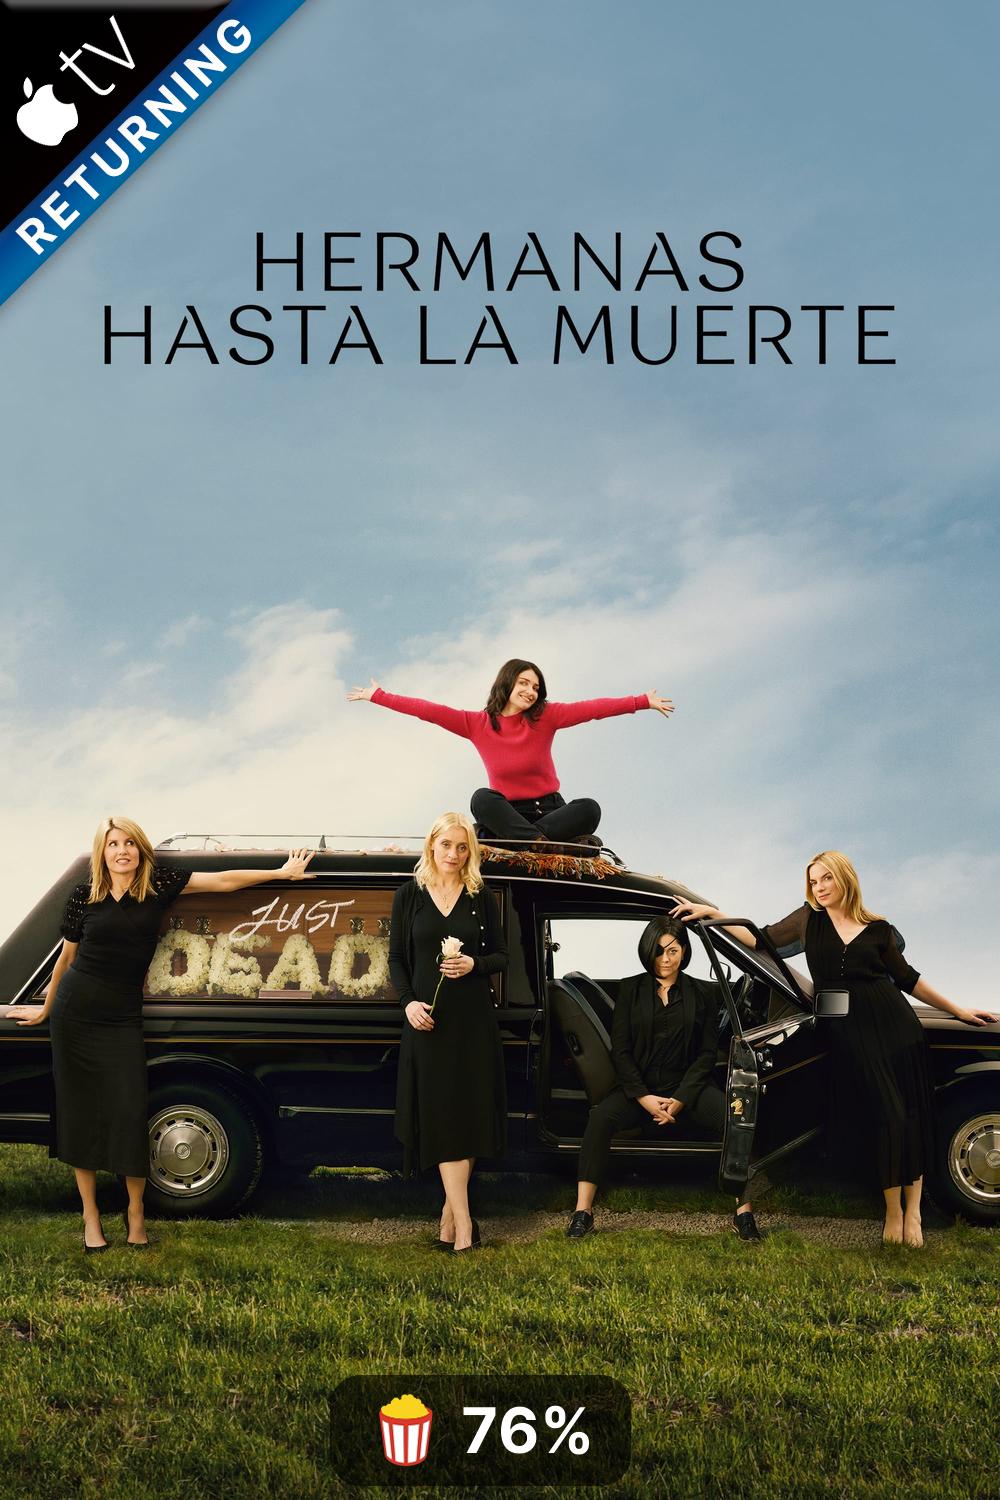 tv
RETURNING
HERMANAS
HASTA LA MUERTE
JUST
DEAD
76%